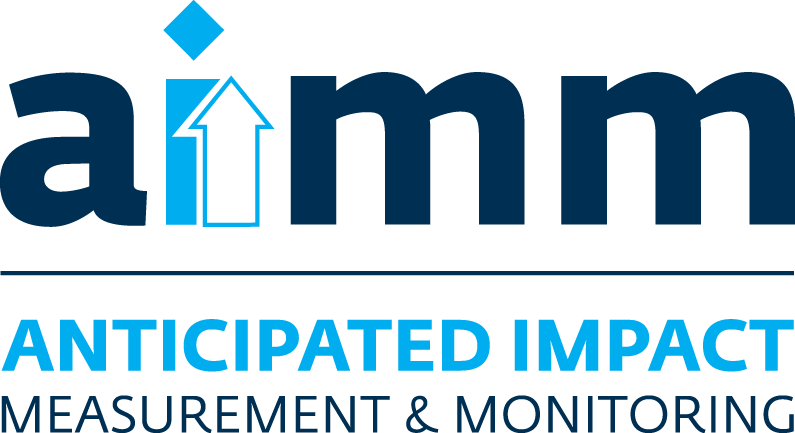 aimm
ANTICIPATED IMPACT
MEASUREMENT & MONITORING